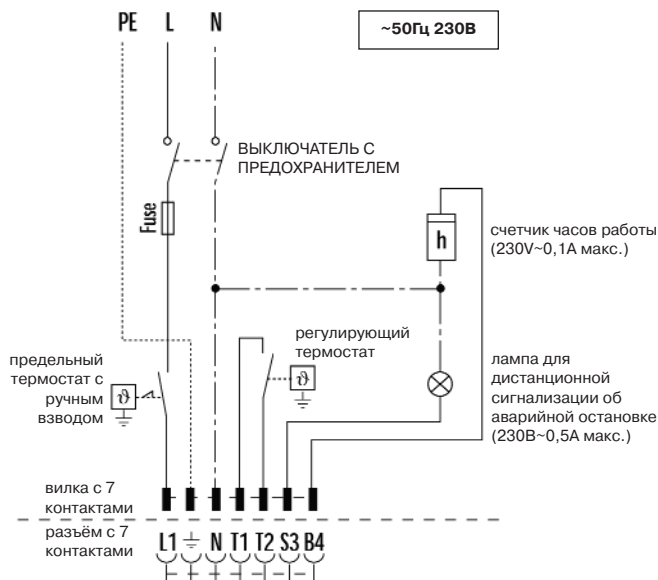 PE L N
~50Гц 230В
ВЫКЛЮЧАТЕЛЬ С
ПРЕДОХРАНИТЕЛЕМ
Fuse
h
счетчик часов работы
(230V~0,1А макс.)
регулирующий
термостат
ϑ
предельный
термостат с
ручным
взводом
ϑ
лампа для
дистанционной
сигнализации об
аварийной остановке
(230В~0,5А макс.)
вилка с 7
контактами
разъём с 7
контактами
L1 N T1 T2 S3 B4